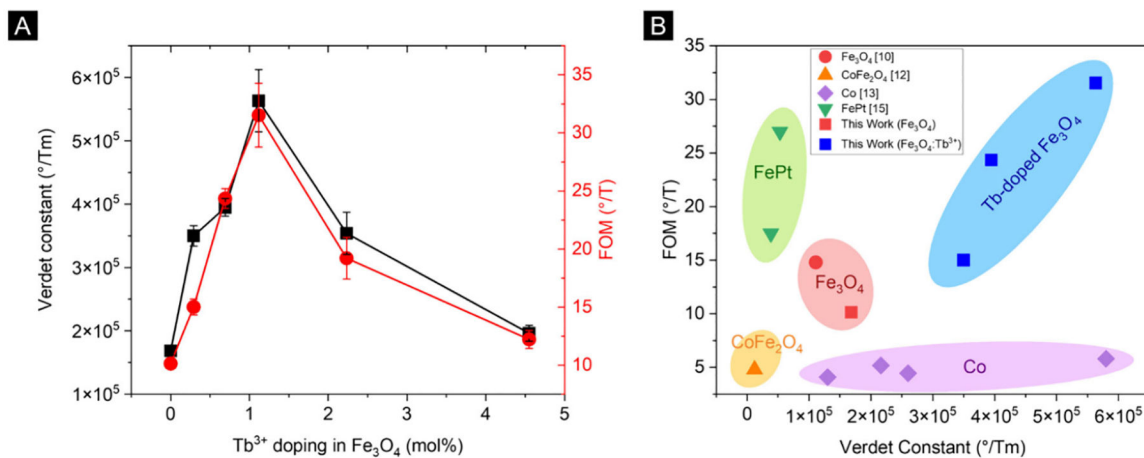 A
Verdet constant (°/Tm)
6×10⁵
5×10⁵
4×10⁵
3×10⁵
2×10⁵
1×10⁵
0
1
2
3
4
5
Tb³⁺ doping in Fe₃O₄ (mol%)
35
30
25
20
15
10
FOM (°/T)
B
FOM (°/T)
35
30
25
20
15
10
5
Fe₃O₄ [10]
CoFe₂O₄ [12]
Co [13]
FePt [15]
This Work (Fe₃O₄)
This Work (Fe₃O₄:Tb³⁺)
FePt
Tb-doped Fe₃O₄
Fe₃O₄
CoFe₂O₄
Co
0
1×10⁵
2×10⁵
3×10⁵
4×10⁵
5×10⁵
6×10⁵
Verdet Constant (°/Tm)